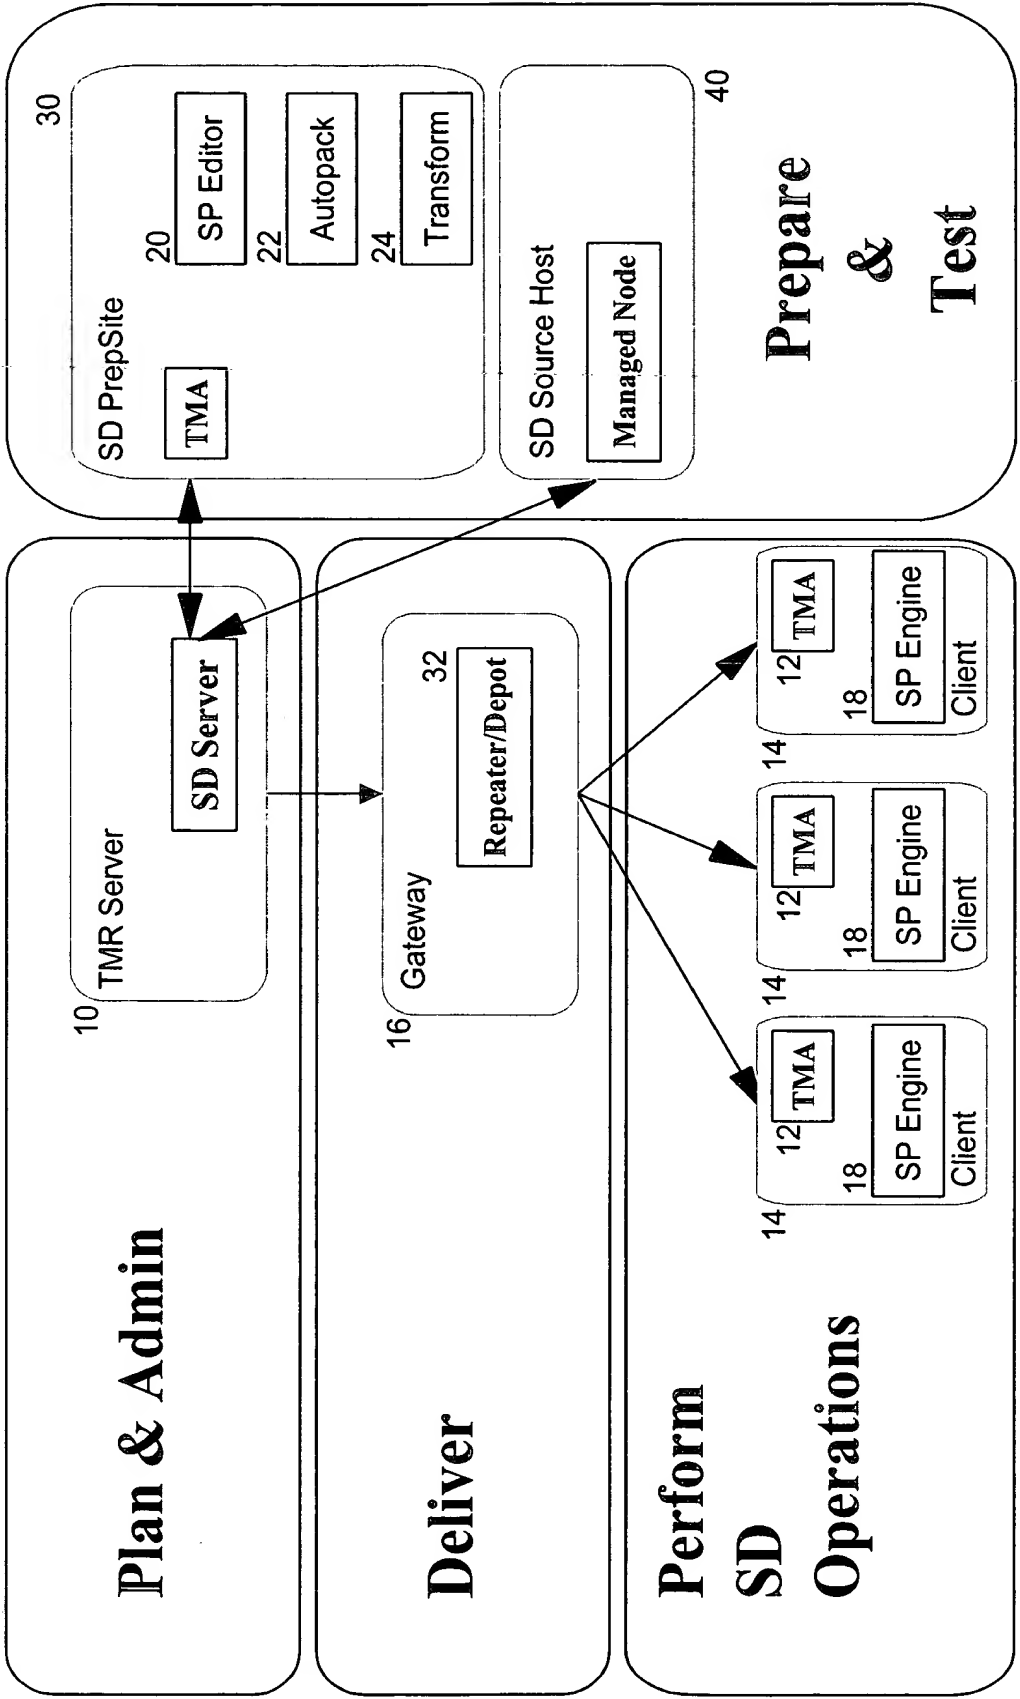 Plan & Admin
10
TMR Server
SD Server
Deliver
16
Gateway
32
Repeater/Depot
Perform
SD
Operations
14
12
TMA
18
SP Engine
Client
14
12
TMA
18
SP Engine
Client
14
12
TMA
18
SP Engine
Client
30
SD PrepSite
TMA
20
SP Editor
22
Autopack
24
Transform
SD Source Host
Managed Node
40
Prepare
&
Test